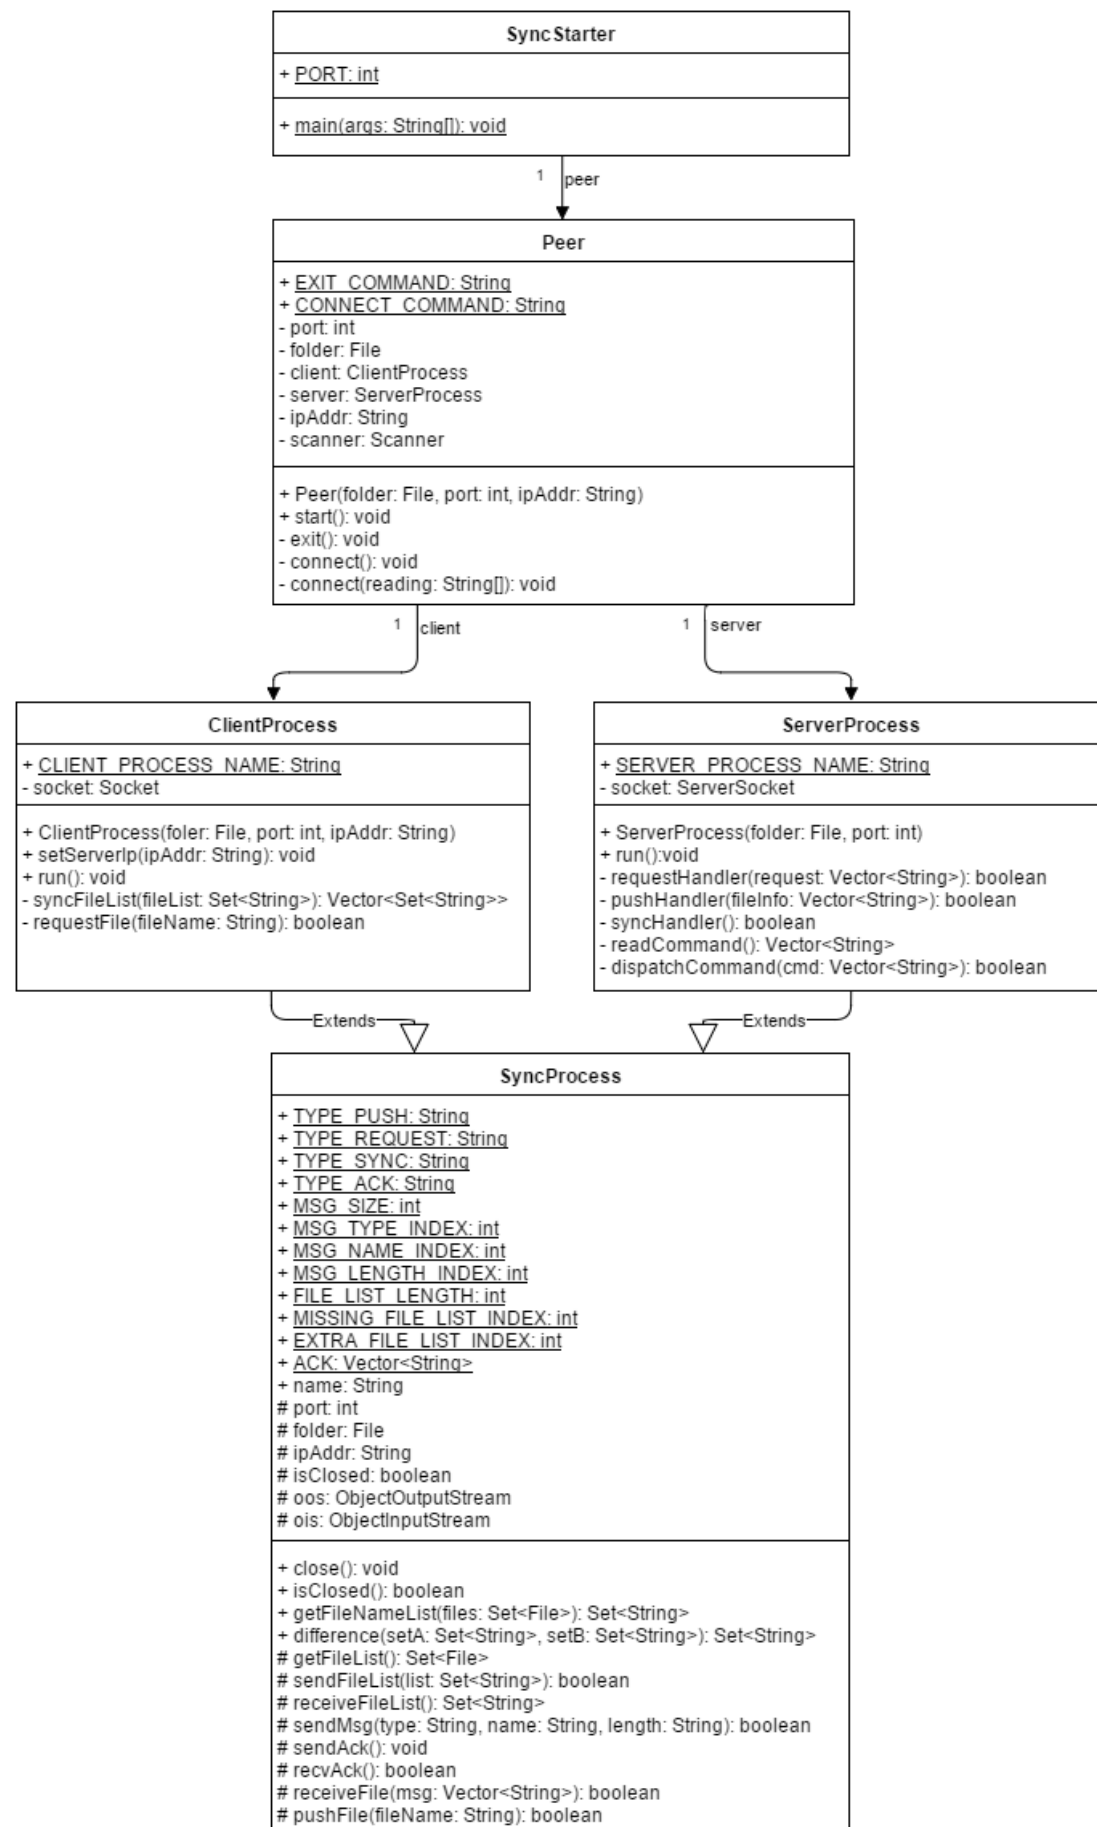 SyncStarter
+ PORT: int
+ main(args: String[]): void
1 peer
Peer
+ EXIT_COMMAND: String
+ CONNECT_COMMAND: String
- port: int
- folder: File
- client: ClientProcess
- server: ServerProcess
- ipAddr: String
- scanner: Scanner
+ Peer(folder: File, port: int, ipAddr: String)
+ start(): void
- exit(): void
- connect(): void
- connect(reading: String[]): void
1 client
1 server
ClientProcess
+ CLIENT_PROCESS_NAME: String
- socket: Socket
+ ClientProcess(foler: File, port: int, ipAddr: String)
+ setServerIp(ipAddr: String): void
+ run(): void
- syncFileList(fileList: Set<String>): Vector<Set<String>>
- requestFile(fileName: String): boolean
ServerProcess
+ SERVER_PROCESS_NAME: String
- socket: ServerSocket
+ ServerProcess(folder: File, port: int)
+ run():void
- requestHandler(request: Vector<String>): boolean
- pushHandler(fileInfo: Vector<String>): boolean
- syncHandler(): boolean
- readCommand(): Vector<String>
- dispatchCommand(cmd: Vector<String>): boolean
Extends
Extends
SyncProcess
+ TYPE_PUSH: String
+ TYPE_REQUEST: String
+ TYPE_SYNC: String
+ TYPE_ACK: String
+ MSG_SIZE: int
+ MSG_TYPE_INDEX: int
+ MSG_NAME_INDEX: int
+ MSG_LENGTH_INDEX: int
+ FILE_LIST_LENGTH: int
+ MISSING_FILE_LIST_INDEX: int
+ EXTRA_FILE_LIST_INDEX: int
+ ACK: Vector<String>
+ name: String
# port: int
# folder: File
# ipAddr: String
# isClosed: boolean
# oos: ObjectOutputStream
# ois: ObjectInputStream
+ close(): void
+ isClosed(): boolean
+ getFileNameList(files: Set<File>): Set<String>
+ difference(setA: Set<String>, setB: Set<String>): Set<String>
# getFileList(): Set<File>
# sendFileList(list: Set<String>): boolean
# receiveFileList(): Set<String>
# sendMsg(type: String, name: String, length: String): boolean
# sendAck(): void
# recvAck(): boolean
# receiveFile(msg: Vector<String>): boolean
# pushFile(fileName: String): boolean